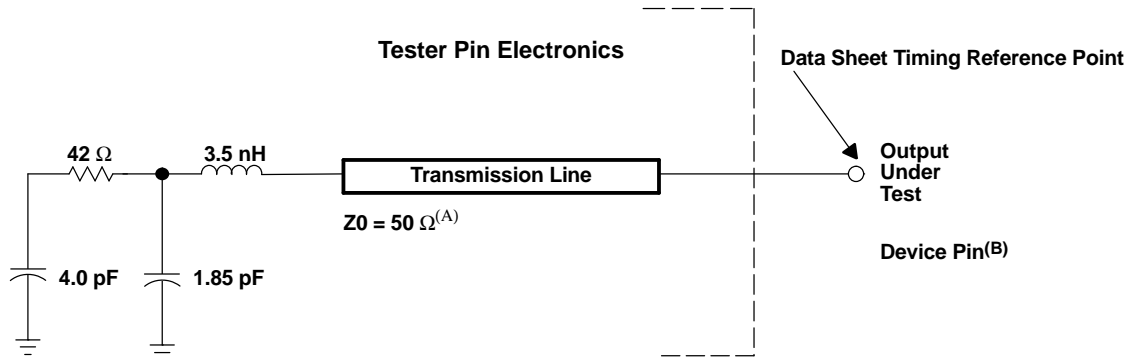 Tester Pin Electronics
Data Sheet Timing Reference Point
42 Ω
3.5 nH
Transmission Line
Output
Under
Test
Z0 = 50 Ω(A)
Device Pin(B)
4.0 pF
1.85 pF